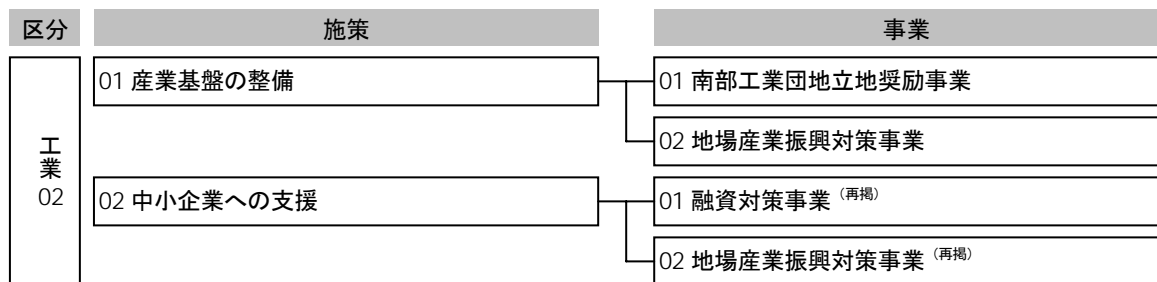 区分
施策
事業
工業
02
01 産業基盤の整備
01 南部工業団地立地奨励事業
02 地場産業振興対策事業
02 中小企業への支援
01 融資対策事業（再掲）
02 地場産業振興対策事業（再掲）